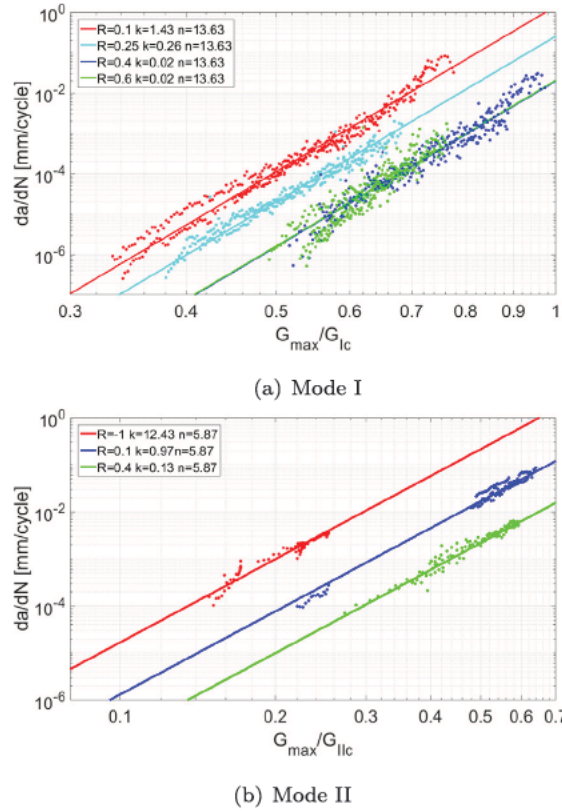 10^0
10^-2
10^-4
10^-6
da/dN [mm/cycle]
R=0.1 k=1.43 n=13.63
R=0.25 k=0.26 n=13.63
R=0.4 k=0.02 n=13.63
R=0.6 k=0.02 n=13.63
0.3 0.4 0.5 0.6 0.7 0.8 0.9 1
G_max/G_Ic
(a) Mode I
10^0
10^-2
10^-4
10^-6
da/dN [mm/cycle]
R=-1 k=12.43 n=5.87
R=0.1 k=0.97n=5.87
R=0.4 k=0.13 n=5.87
0.1 0.2 0.3 0.4 0.5 0.6 0.7
G_max/G_IIc
(b) Mode II